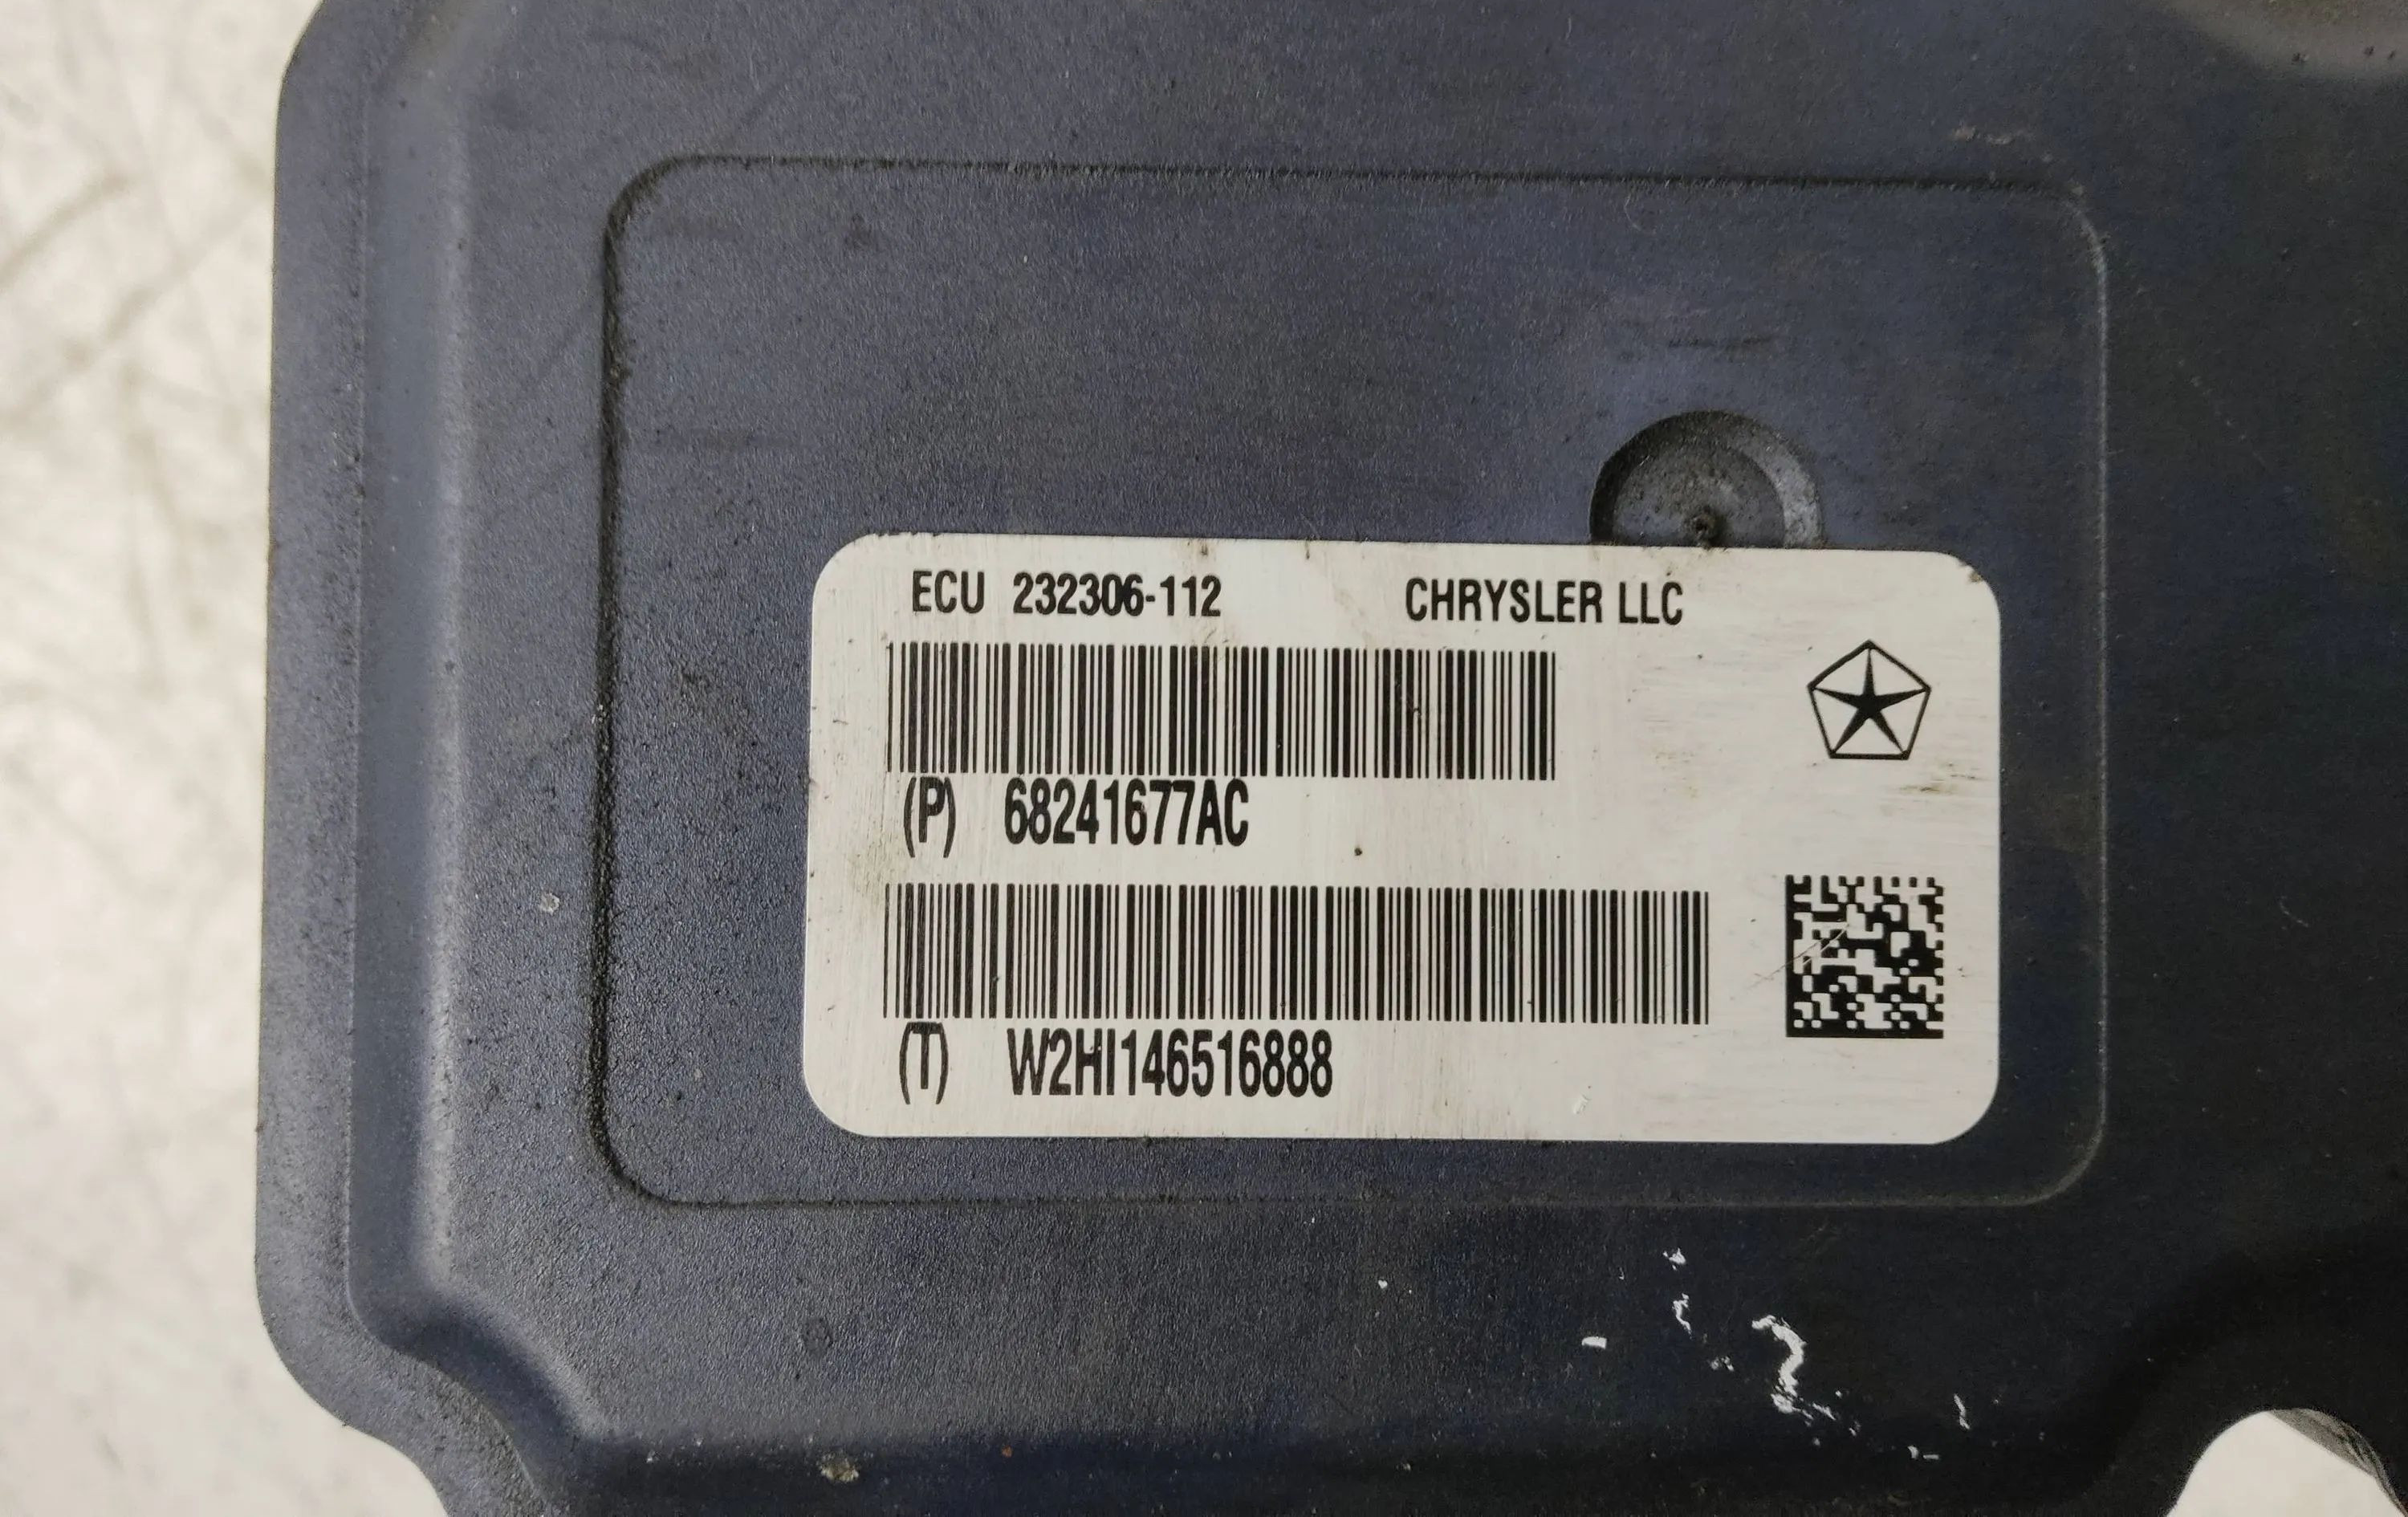 ECU 232306-112 CHRYSLER LLC
(P) 68241677AC
(T) W2HI146516888